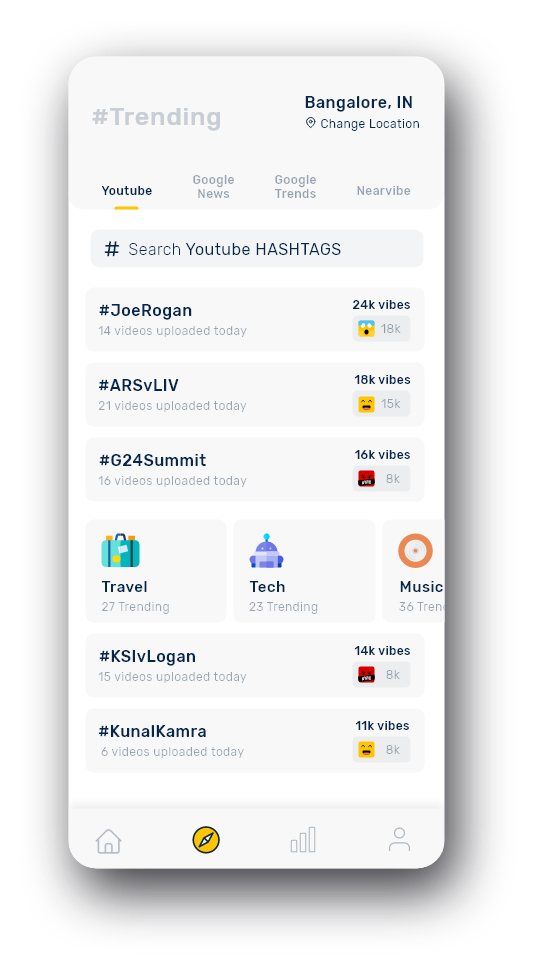 #Trending
Bangalore, IN
Change Location
Youtube
Google
News
Google
Trends
Nearvibe
# Search Youtube HASHTAGS
#JoeRogan
24k vibes
14 videos uploaded today
18k
#ARSvLIV
18k vibes
21 videos uploaded today
15k
#G24Summit
16k vibes
16 videos uploaded today
8k
Travel
27 Trending
Tech
23 Trending
Music
36 Tren
#KSIvLogan
14k vibes
15 videos uploaded today
8k
#KunalKamra
11k vibes
6 videos uploaded today
8k